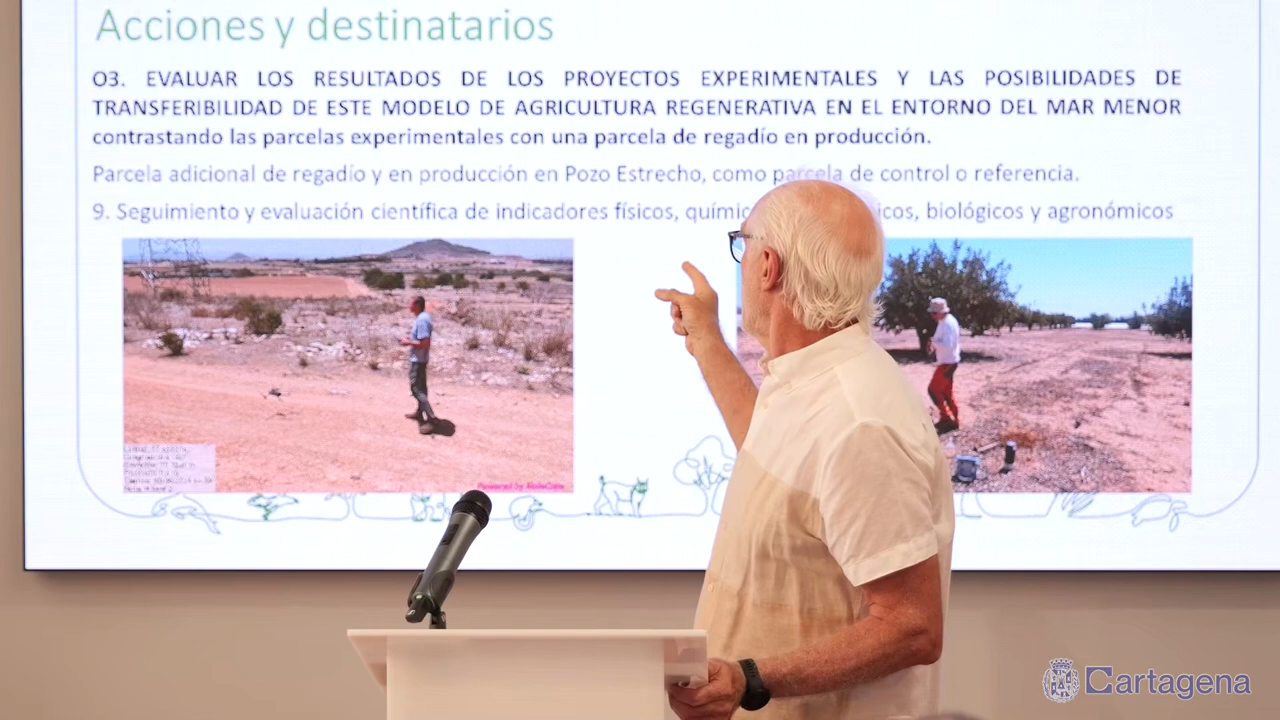 Acciones y destinatarios
O3. EVALUAR LOS RESULTADOS DE LOS PROYECTOS EXPERIMENTALES Y LAS POSIBILIDADES DE
TRANSFERIBILIDAD DE ESTE MODELO DE AGRICULTURA REGENERATIVA EN EL ENTORNO DEL MAR MENOR
contrastando las parcelas experimentales con una parcela de regadío en producción.
Parcela adicional de regadío y en producción en Pozo Estrecho, como parcela de control o referencia.
9. Seguimiento y evaluación científica de indicadores físicos, químic icos, biológicos y agronómicos
Powered by NoteCam
Cartagena